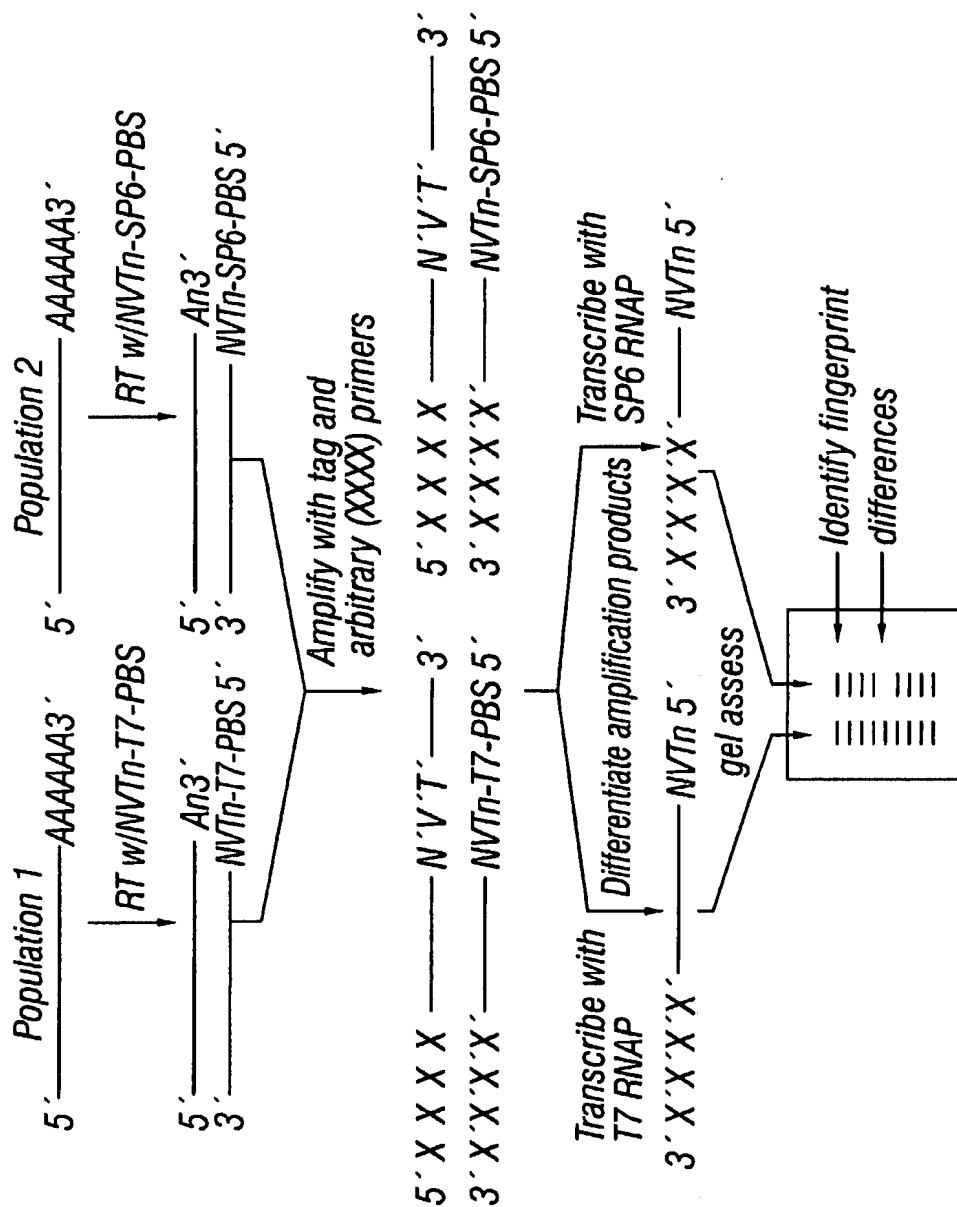 Population 1
Population 2
5´ AAAAAA3´
5´ AAAAAA3´
RT w/NVTn-T7-PBS
RT w/NVTn-SP6-PBS
5´ An3´
3´ NVTn-T7-PBS 5´
5´ An3´
3´ NVTn-SP6-PBS 5´
Amplify with tag and
arbitrary (XXXX) primers
5´ X X X X N´V´T´ 3´
3´ X´X´X´X´X´ NVTn-T7-PBS 5´
5´ X X X X X N´V´T´ 3´
3´ X´X´X´X´X´ NVTn-SP6-PBS 5´
Transcribe with
T7 RNAP
Differentiate amplification products
Transcribe with
SP6 RNAP
3´ X´X´X´X´X´ NVTn 5´
3´ X´X´X´X´X´ NVTn 5´
gel assess
Identify fingerprint
differences